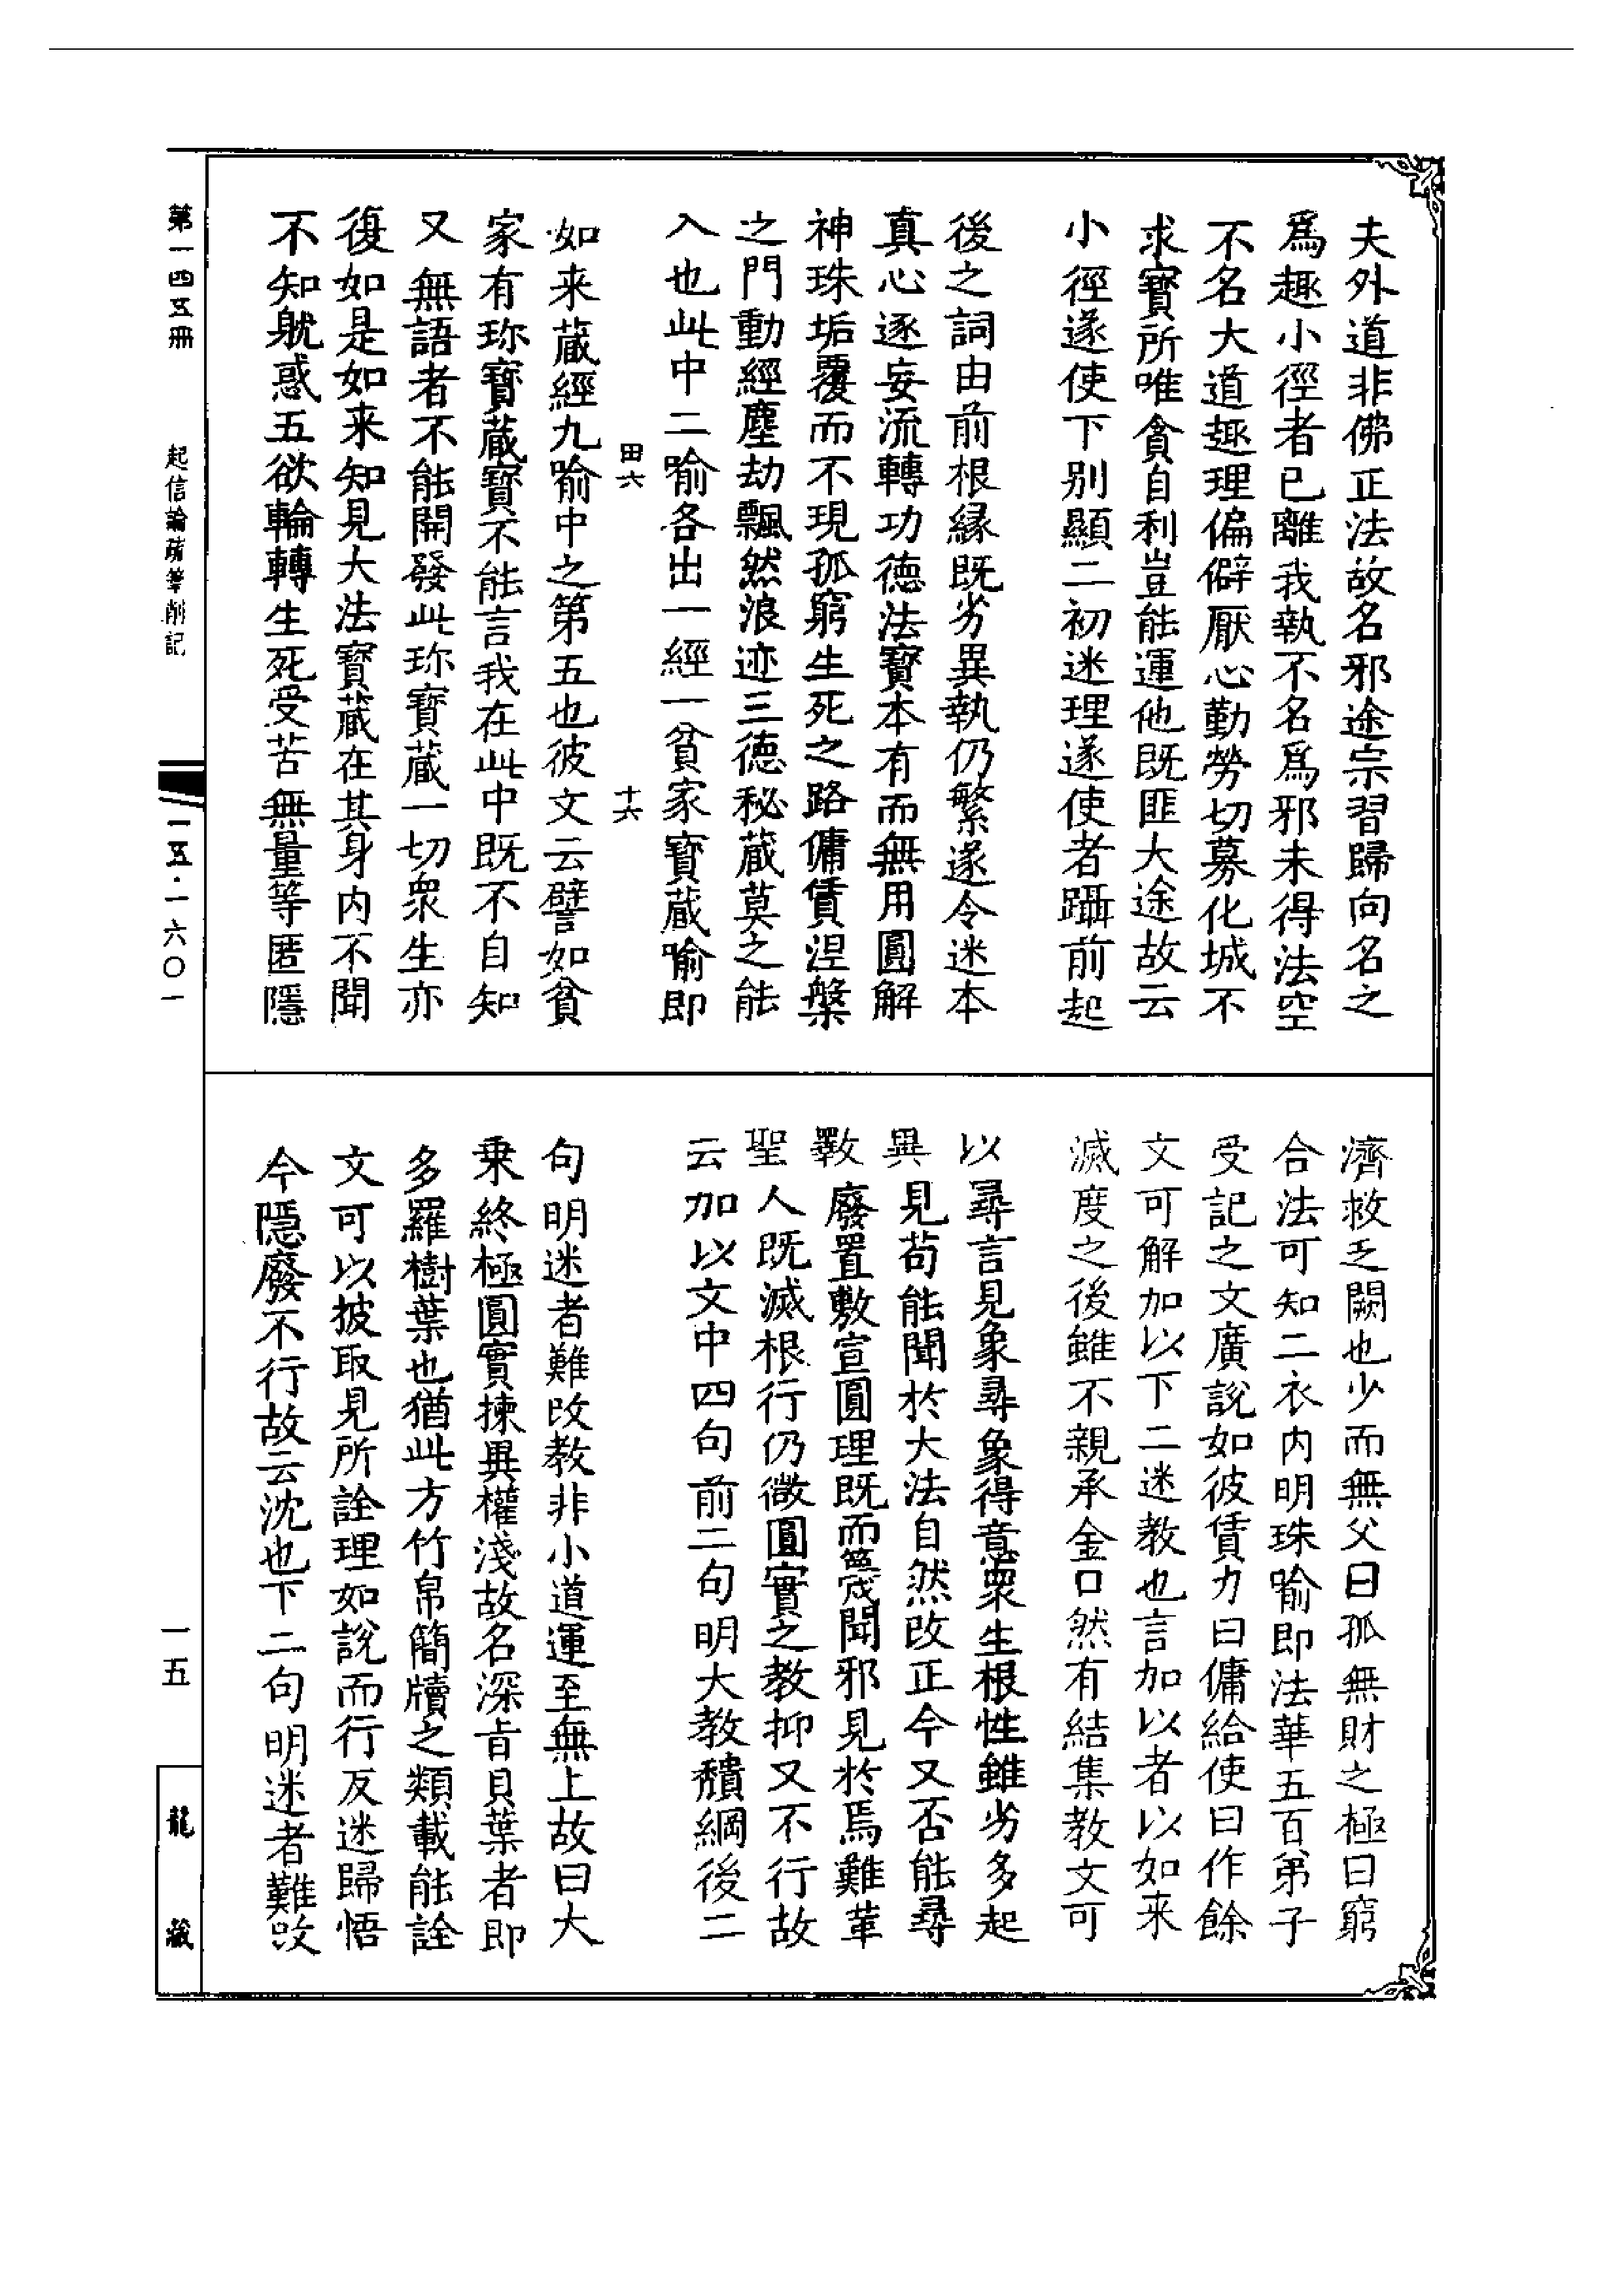 夫外道非佛正法故名邪途宗習歸向名之
爲趣小徑者已離我執不名爲邪未得法空
不名大道趣理偏僻厭心勤勞切募化城不
求寶所唯貪自利豈能運他既匪大途故云
小徑遂使下别顯二初迷理遂使者躡前起
後之詞由前根緣既劣異執仍繁遂令迷本
真心逐妄流轉功德法寶本有而無用圓解
神珠垢覆而不現孤窮生死之路傭賃涅槃
之門動經塵劫飄然浪迹三德秘蔵莫之能
入也此中二喻各出一經一貧家寶蔵喻即
田六 十六
如来蔵經九喻中之第五也彼文云譬如貧
家有珎寶蔵寶不能言我在此中既不自知
又無語者不能開發此珎寶蔵一切衆生亦
復如是如来知見大法寶蔵在其身内不聞
不知躭惑五欲輪轉生死受苦無量等匿隱
濟救乏闕也少而無父曰孤無財之極曰窮
合法可知二衣内明珠喻即法華五百弟子
受記之文廣說如彼賃力曰傭給使曰作餘
文可解加以下二迷教也言加以者以如来
滅度之後雖不親承金口然有結集教文可
以尋言見象尋象得意衆生根性雖劣多起
異見苟能聞於大法自然改正今又否能尋
斁廢置敷宣圓理既而篾聞邪見於焉難革
聖人既滅根行仍微圓實之教抑又不行故
云加以文中四句前二句明大教穨綱後二
句明迷者難改教非小道運至無上故曰大
乗終極圓實揀異權淺故名深旨貝葉者即
多羅樹葉也猶此方竹帛簡牘之類載能詮
文可以披取見所詮理如說而行反迷歸悟
今隱廢不行故云沈也下二句明迷者難改
第一四五冊
起信論疏筆削記
一五·一六〇一
一五
龍藏